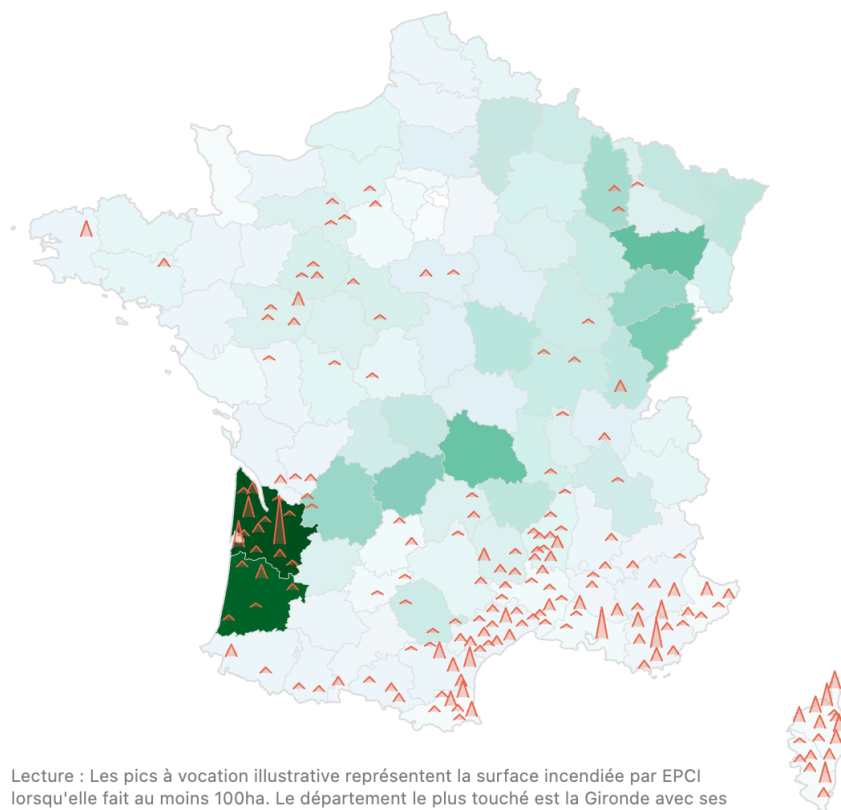 Lecture : Les pics à vocation illustrative représentent la surface incendiée par EPCI
lorsqu'elle fait au moins 100ha. Le département le plus touché est la Gironde avec ses